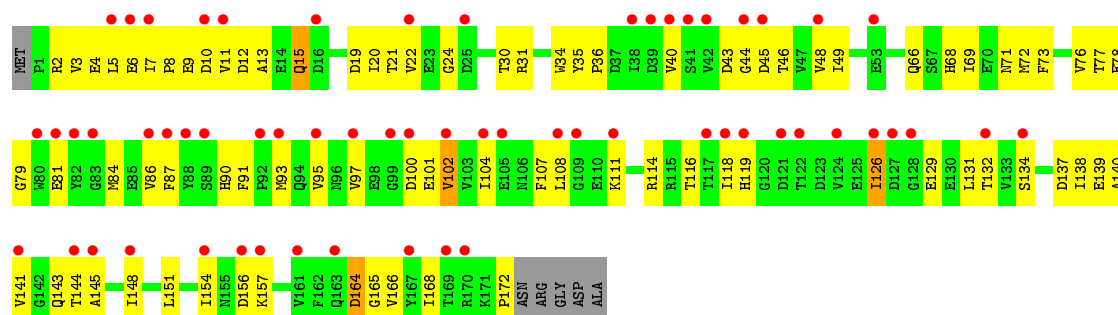 MET P1 R2 V3 E4 L5 E6 I7 P8 E9 D10 V11 D12 A13 E14 Q15 D16 D19 I20 T21 V22 E23 G24 D25 T30 R31 W34 Y35 P36 D37 I38 D39 V40 S41 V42 D43 G44 D45 T46 V47 V48 I49 E53 Q66 S67 H68 I69 E70 N71 M72 F73 V76 T77 F78
G79 W80 E81 Y82 G83 M84 E85 V86 F87 Y88 S89 H90 F91 P92 M93 Q94 V95 N96 V97 E98 G99 D100 E101 V102 V103 I104 E105 N106 F107 L108 G109 E110 K111 R114 R115 T116 T117 I118 H119 G120 D121 T122 D123 V124 E125 I126 D127 G128 E129 E130 L131 T132 V133 S134 D137 I138 E139 A140
V141 G142 Q143 T144 A145 I148 L151 I154 N155 D156 K157 V161 F162 Q163 D164 G165 V166 Y167 I168 T169 R170 K171 P172 ASN ARG GLY ASP ALA